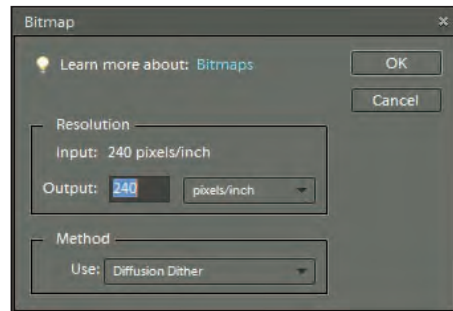 Bitmap
Learn more about: Bitmaps
OK
Cancel
Resolution
Input: 240 pixels/inch
Output: 240 pixels/inch
Method
Use: Diffusion Dither